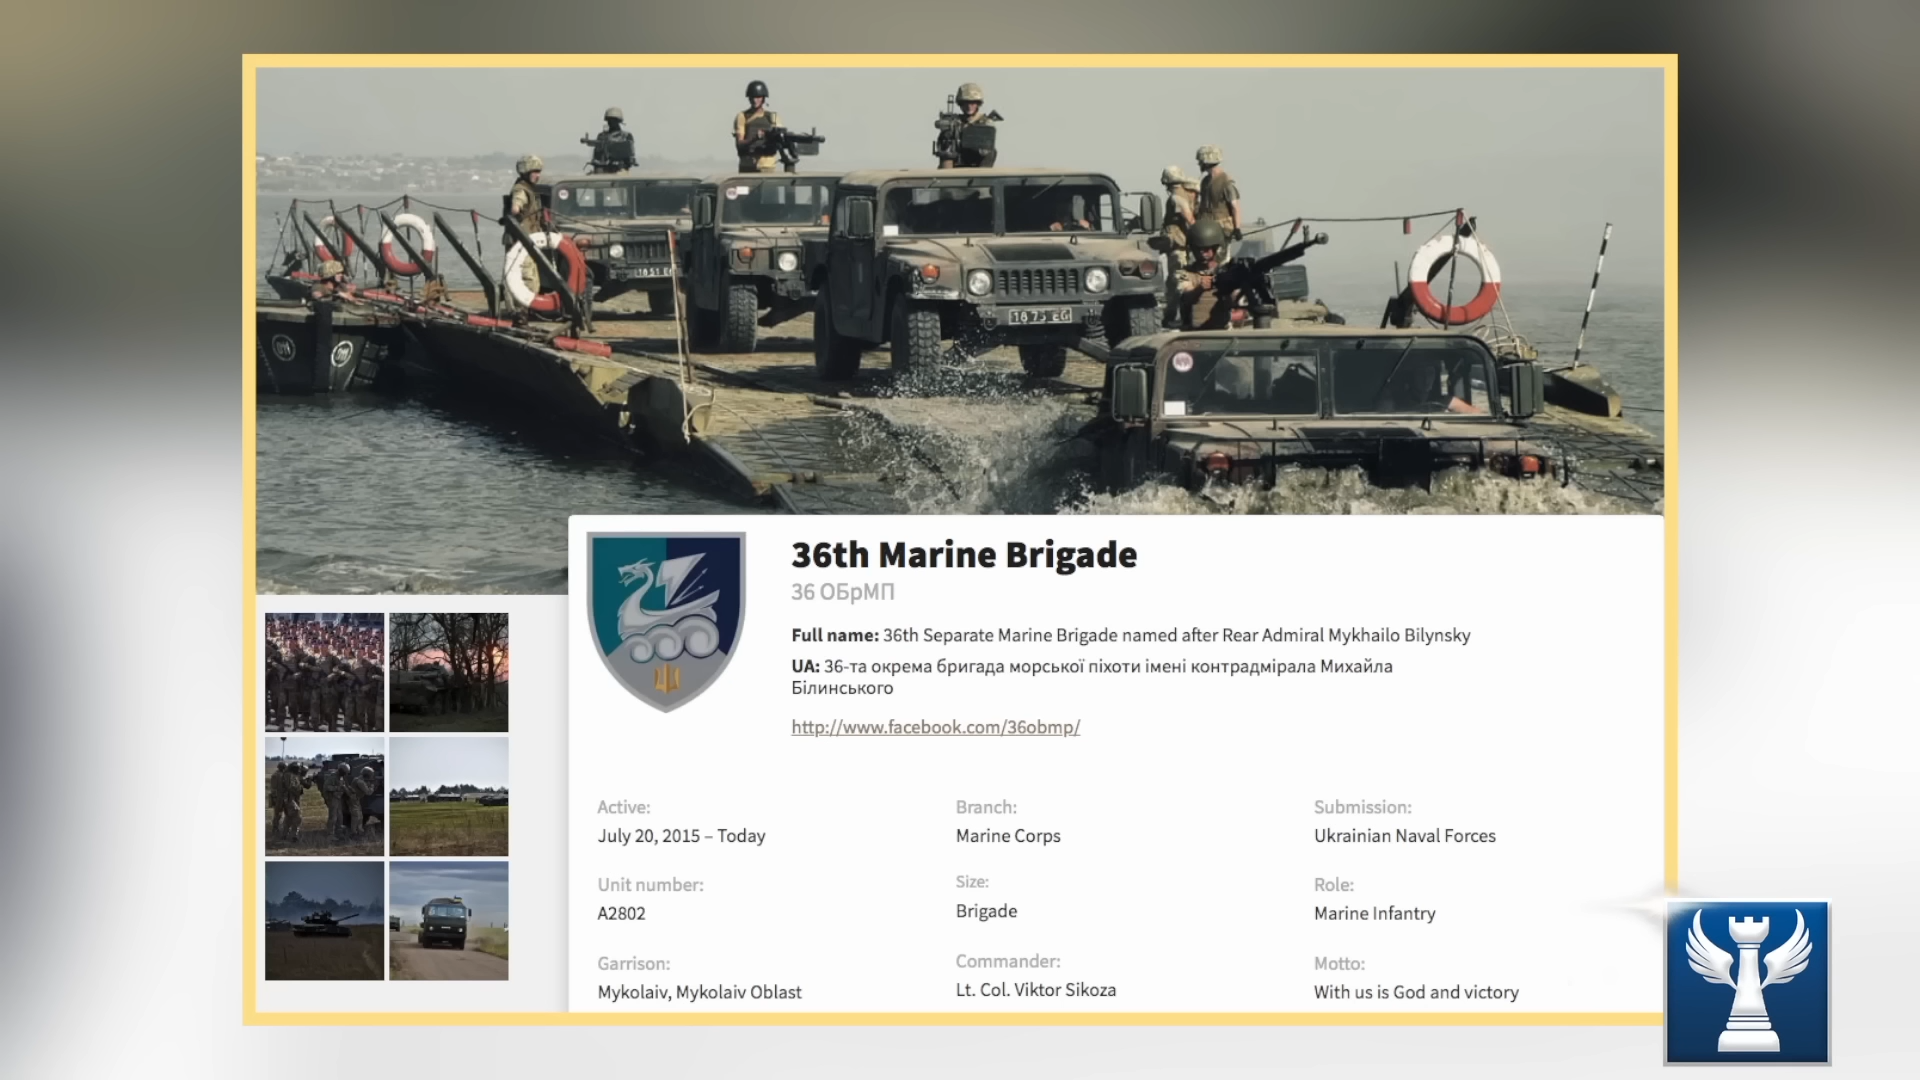 18 73 EG
36th Marine Brigade
36 ОБрМП
Full name: 36th Separate Marine Brigade named after Rear Admiral Mykhailo Bilynsky
UA: 36-та окрема бригада морської піхоти імені контрадмірала Михайла
Білинського
http://www.facebook.com/36obmp/
Active:
July 20, 2015 – Today
Branch:
Marine Corps
Submission:
Ukrainian Naval Forces
Unit number:
A2802
Size:
Brigade
Role:
Marine Infantry
Garrison:
Mykolaiv, Mykolaiv Oblast
Commander:
Lt. Col. Viktor Sikoza
Motto:
With us is God and victory